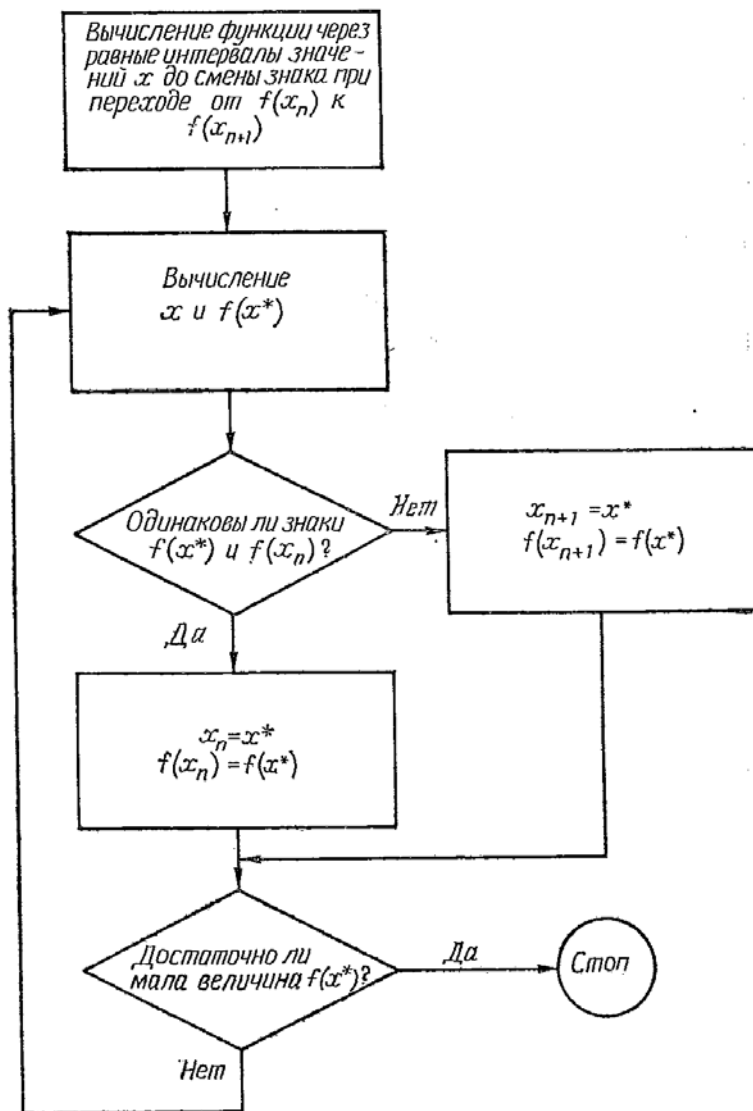 Вычисление функции через
равные интервалы значе-
ний x до смены знака при
переходе от f(xₙ) к
f(xₙ₊₁)
Вычисление
x и f(x*)
Одинаковы ли знаки
f(x*) и f(xₙ)?
Нет
xₙ₊₁ = x*
f(xₙ₊₁) = f(x*)
Да
xₙ = x*
f(xₙ) = f(x*)
Достаточно ли
мала величина f(x*)?
Да
Стоп
Нет